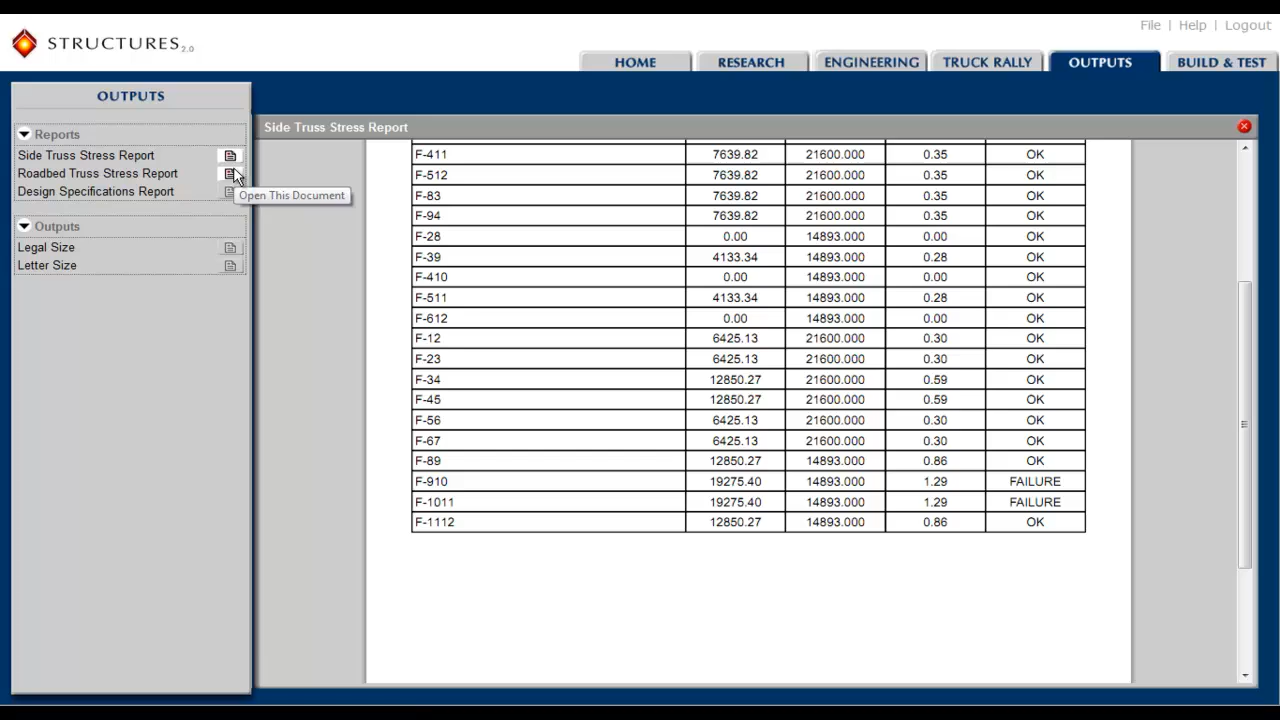 File | Help | Logout
STRUCTURES 2.0
HOME RESEARCH ENGINEERING TRUCK RALLY OUTPUTS BUILD & TEST
OUTPUTS
Reports
Side Truss Stress Report
Roadbed Truss Stress Report
Design Specifications Report
Open This Document
Outputs
Legal Size
Letter Size
Side Truss Stress Report
F-411 7639.82 21600.000 0.35 OK
F-512 7639.82 21600.000 0.35 OK
F-83 7639.82 21600.000 0.35 OK
F-94 7639.82 21600.000 0.35 OK
F-28 0.00 14893.000 0.00 OK
F-39 4133.34 14893.000 0.28 OK
F-410 0.00 14893.000 0.00 OK
F-511 4133.34 14893.000 0.28 OK
F-612 0.00 14893.000 0.00 OK
F-12 6425.13 21600.000 0.30 OK
F-23 6425.13 21600.000 0.30 OK
F-34 12850.27 21600.000 0.59 OK
F-45 12850.27 21600.000 0.59 OK
F-56 6425.13 21600.000 0.30 OK
F-67 6425.13 21600.000 0.30 OK
F-89 12850.27 14893.000 0.86 OK
F-910 19275.40 14893.000 1.29 FAILURE
F-1011 19275.40 14893.000 1.29 FAILURE
F-1112 12850.27 14893.000 0.86 OK